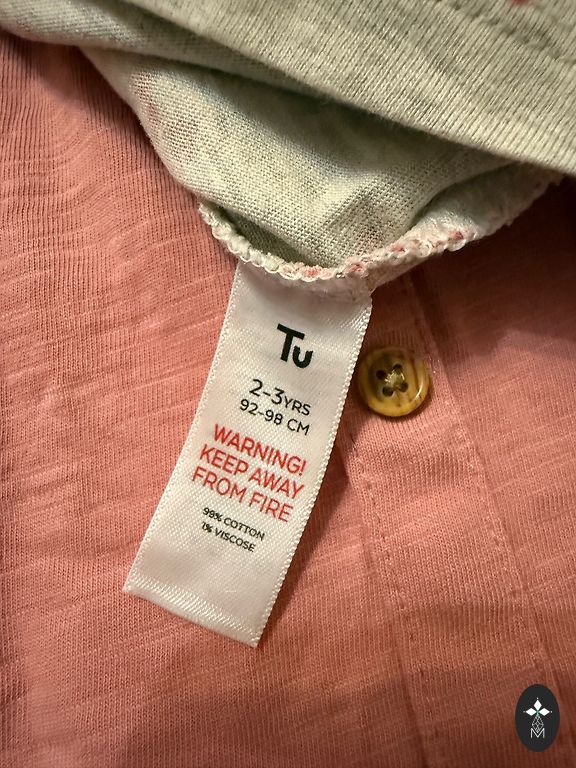 Tu
2-3YRS
92-98 CM
WARNING!
KEEP AWAY
FROM FIRE
99% COTTON
1% VISCOSE
M